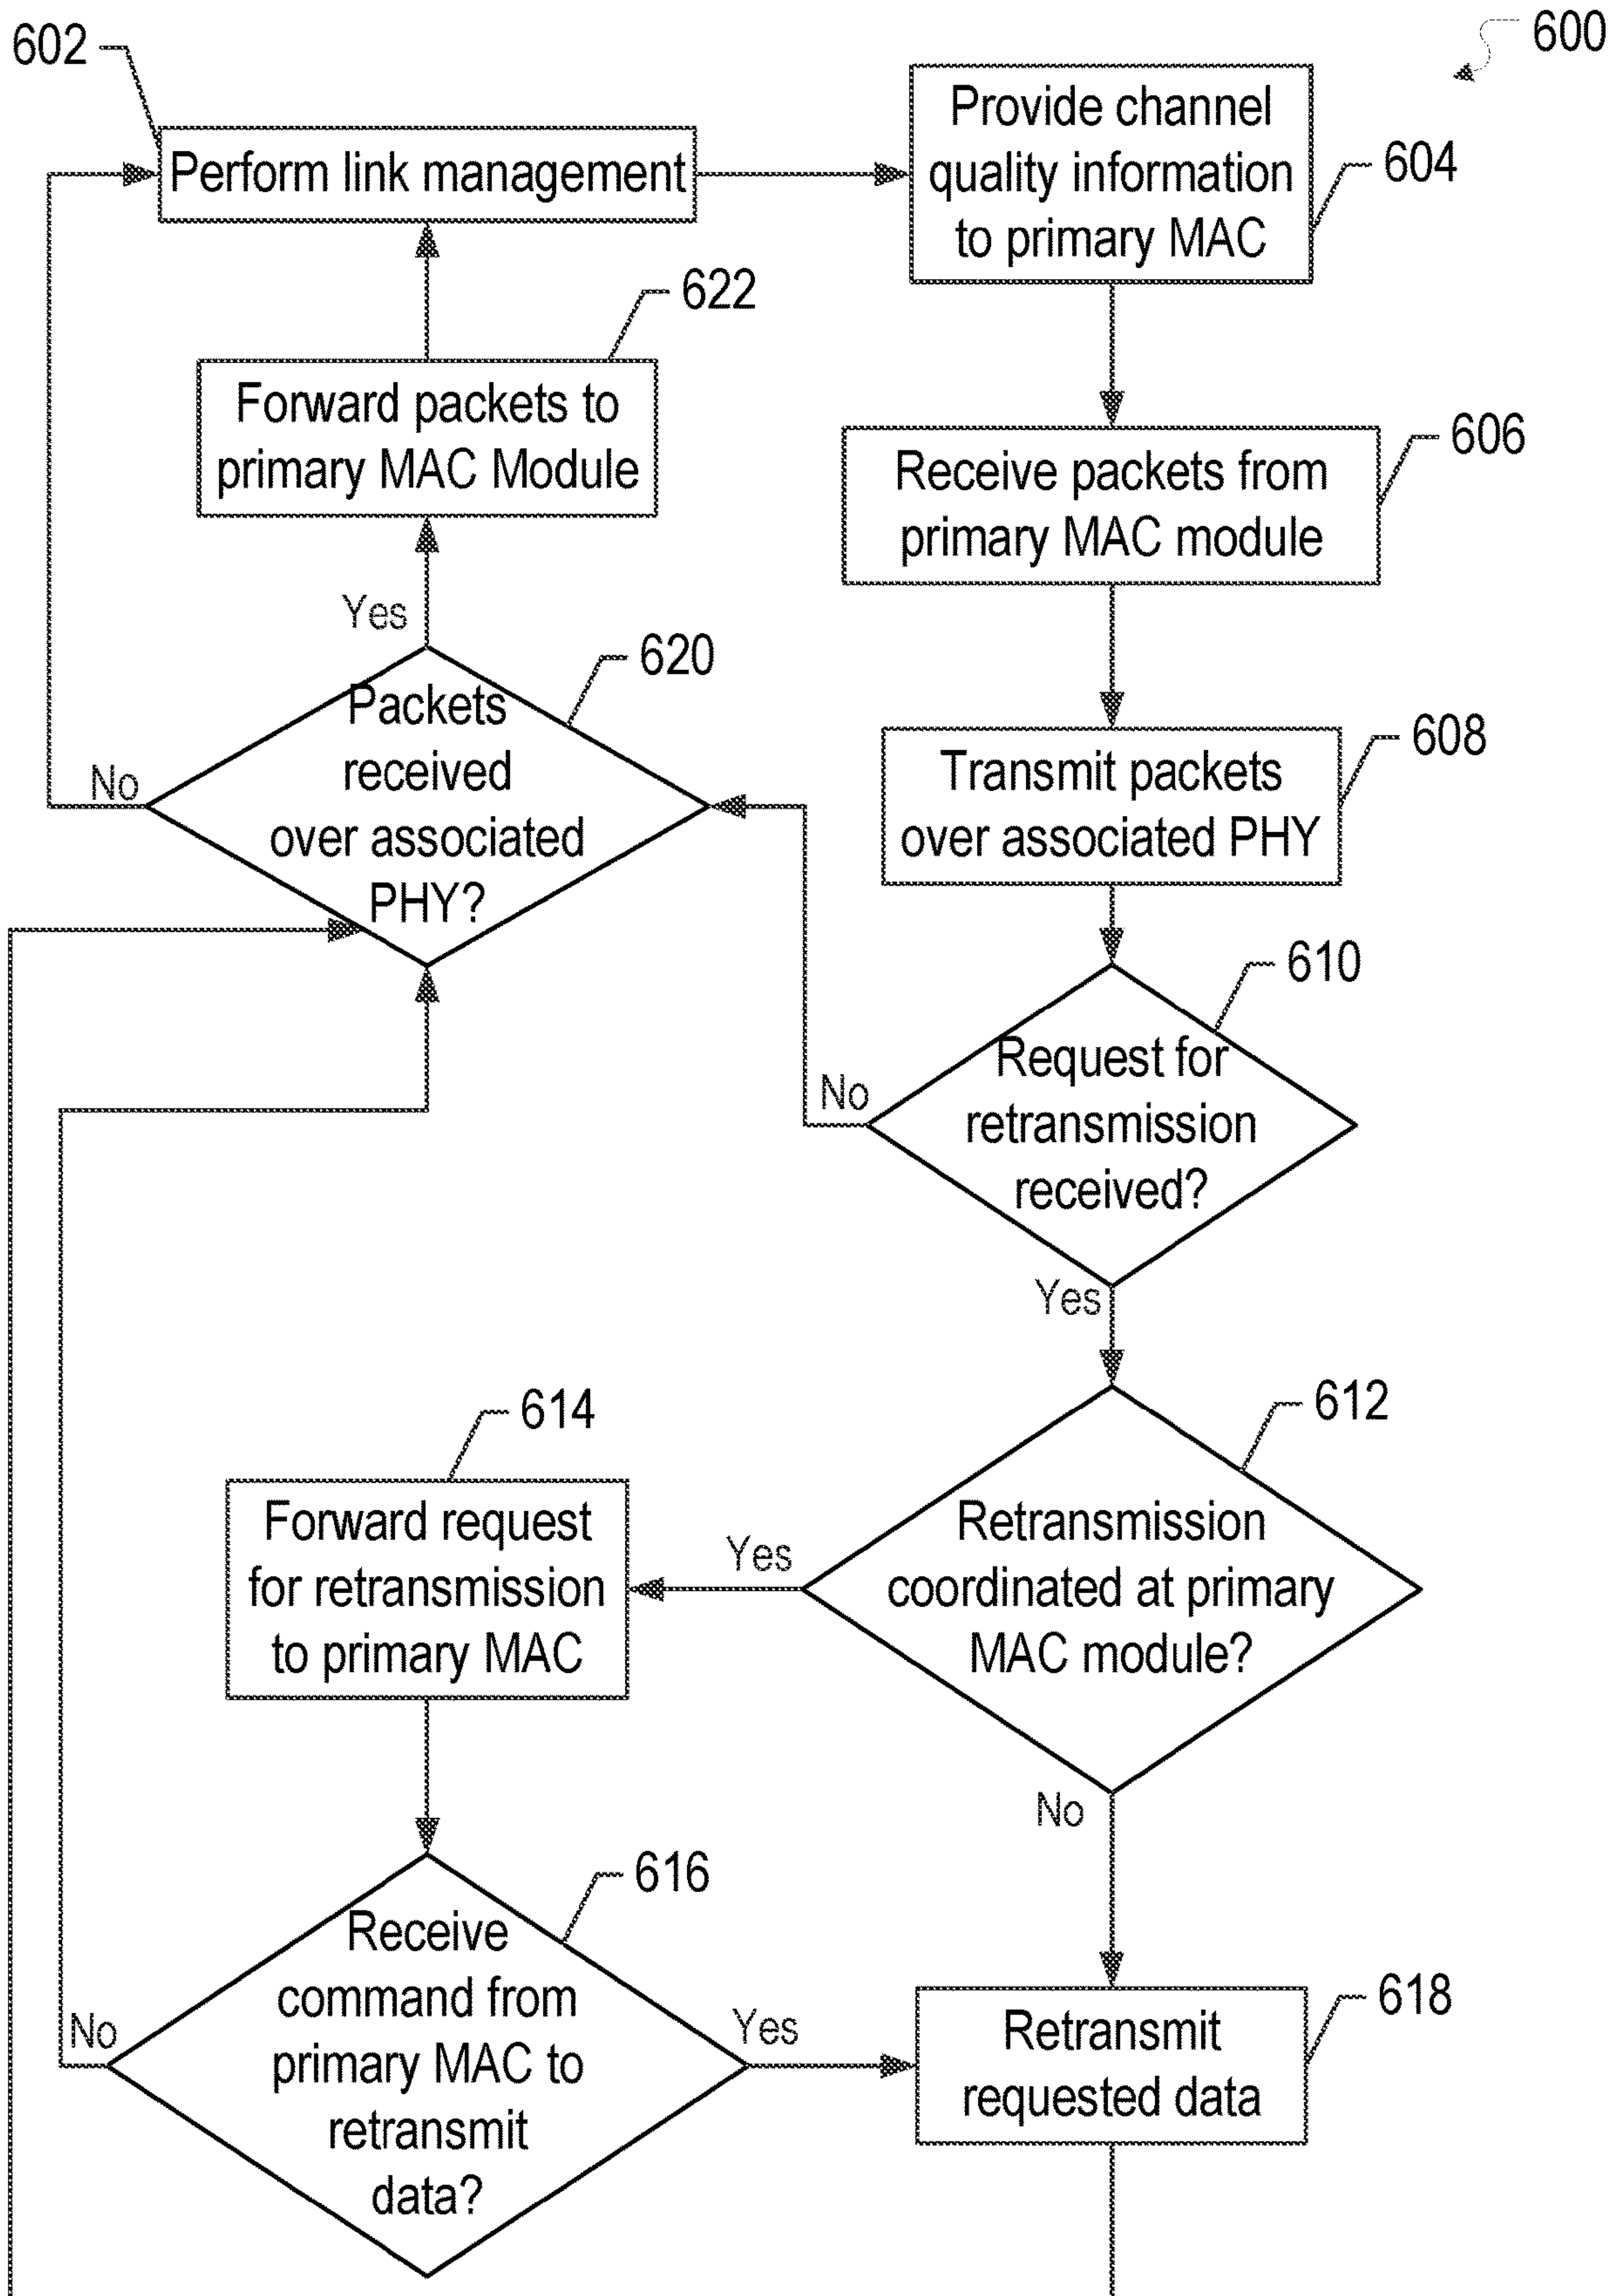 600
602
Perform link management
Provide channel
quality information
to primary MAC
604
622
Forward packets to
primary MAC Module
Receive packets from
primary MAC module
606
Yes
620
Packets
received
over associated
PHY?
No
Transmit packets
over associated PHY
608
610
Request for
retransmission
received?
No
Yes
612
Retransmission
coordinated at primary
MAC module?
Yes
No
614
Forward request
for retransmission
to primary MAC
616
Receive
command from
primary MAC to
retransmit
data?
No
Yes
618
Retransmit
requested data